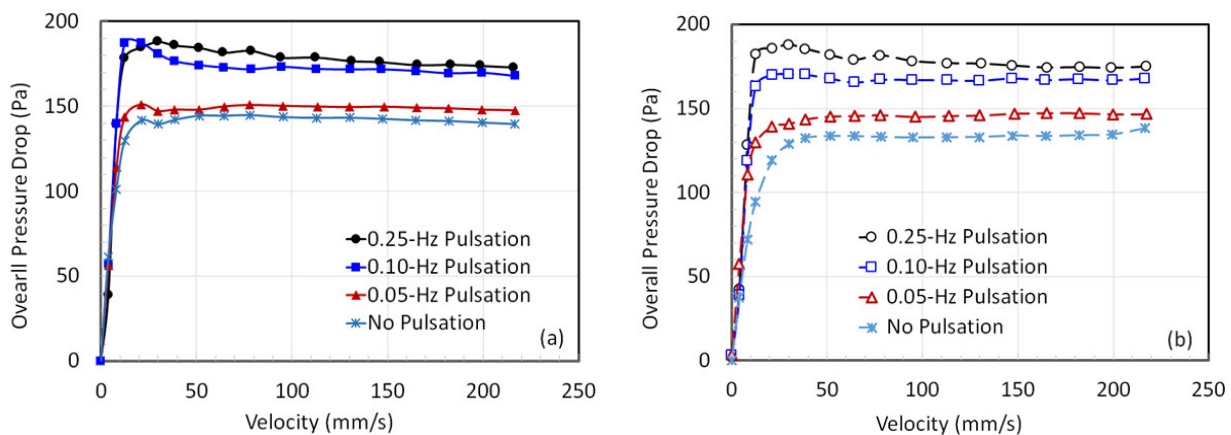 200
150
100
50
0
Ovearll Pressure Drop (Pa)
0.25-Hz Pulsation
0.10-Hz Pulsation
0.05-Hz Pulsation
No Pulsation
(a)
0 50 100 150 200 250
Velocity (mm/s)
200
150
100
50
0
Overall Pressure Drop (Pa)
0.25-Hz Pulsation
0.10-Hz Pulsation
0.05-Hz Pulsation
No Pulsation
(b)
0 50 100 150 200 250
Velocity (mm/s)